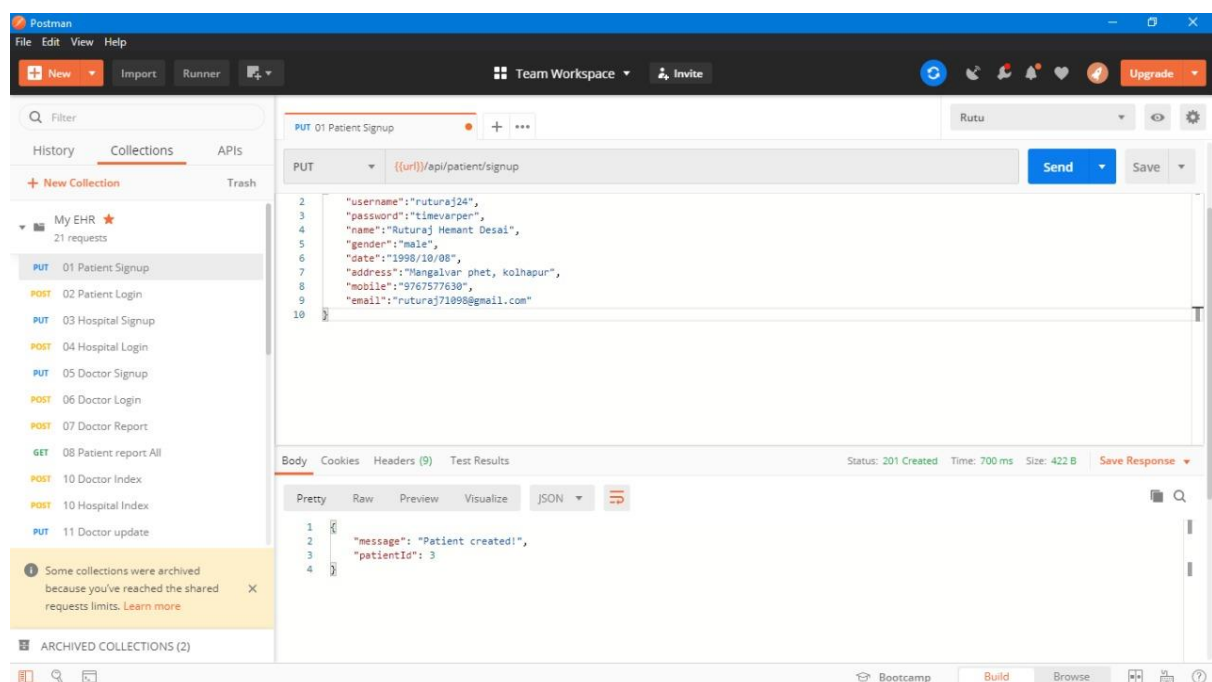 Postman
File Edit View Help
New Import Runner Team Workspace Invite Upgrade
Filter
History Collections APIs
+ New Collection Trash
My EHR
21 requests
PUT 01 Patient Signup
POST 02 Patient Login
PUT 03 Hospital Signup
POST 04 Hospital Login
PUT 05 Doctor Signup
POST 06 Doctor Login
POST 07 Doctor Report
GET 08 Patient report All
POST 10 Doctor Index
POST 10 Hospital Index
PUT 11 Doctor update
Some collections were archived
because you've reached the shared
requests limits. Learn more
ARCHIVED COLLECTIONS (2)
PUT 01 Patient Signup
Rutu
PUT {{url}}/api/patient/signup Send Save
2 "username":"ruturaj24",
3 "password":"timevarper",
4 "name":"Ruturaj Hemant Desai",
5 "gender":"male",
6 "date":"1998/10/08",
7 "address":"Mangalvar phet, kolhapur",
8 "mobile":"9767577630",
9 "email":"ruturaj71098@gmail.com"
10 }
Body Cookies Headers (9) Test Results Status: 201 Created Time: 700 ms Size: 422 B Save Response
Pretty Raw Preview Visualize JSON
1 {
2 "message": "Patient created!",
3 "patientId": 3
4 }
Bootcamp Build Browse